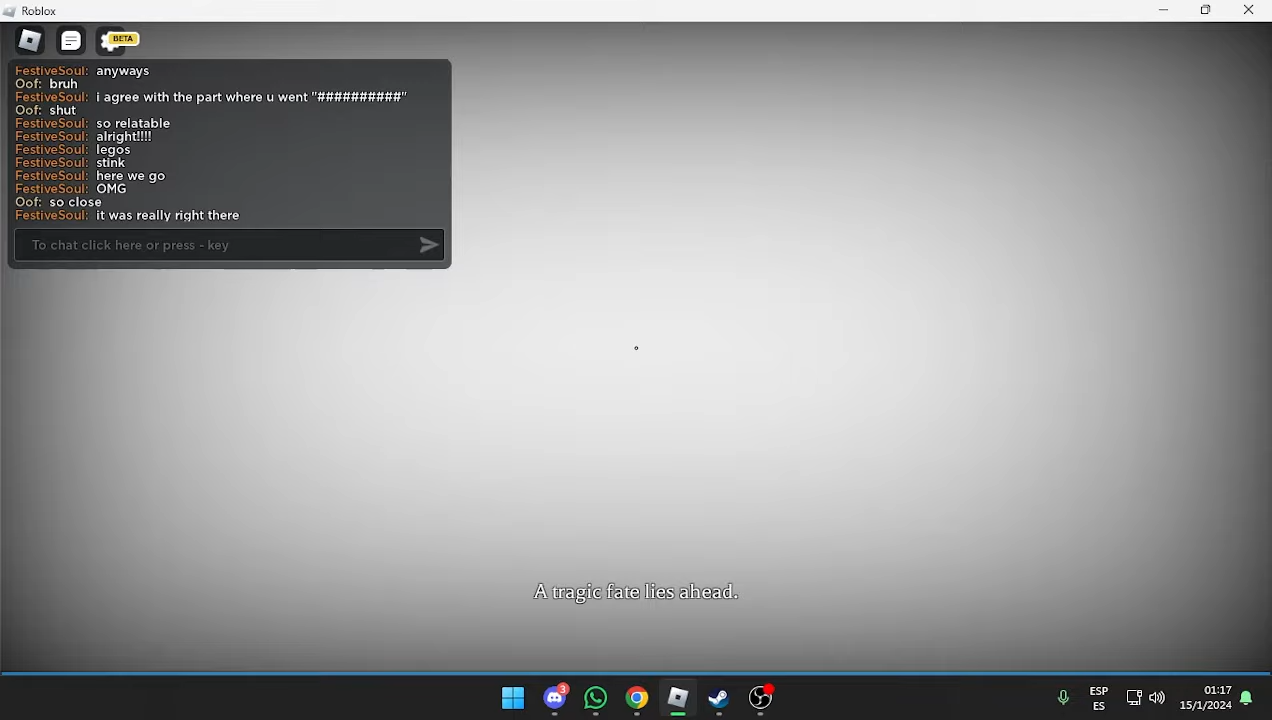 Roblox
BETA
FestiveSoul: anyways
Oof: bruh
FestiveSoul: i agree with the part where u went "##########"
Oof: shut
FestiveSoul: so relatable
FestiveSoul: alright!!!!
FestiveSoul: legos
FestiveSoul: stink
FestiveSoul: here we go
FestiveSoul: OMG
Oof: so close
FestiveSoul: it was really right there
To chat click here or press - key
A tragic fate lies ahead.
3
ESP
ES
01:17
15/1/2024